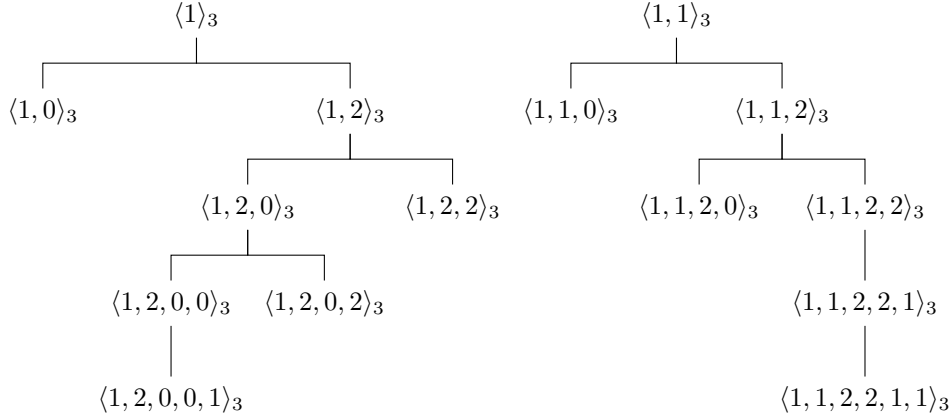 ⟨1⟩₃ ⟨1, 1⟩₃
⟨1, 0⟩₃ ⟨1, 2⟩₃ ⟨1, 1, 0⟩₃ ⟨1, 1, 2⟩₃
⟨1, 2, 0⟩₃ ⟨1, 2, 2⟩₃ ⟨1, 1, 2, 0⟩₃ ⟨1, 1, 2, 2⟩₃
⟨1, 2, 0, 0⟩₃ ⟨1, 2, 0, 2⟩₃ ⟨1, 1, 2, 2, 1⟩₃
⟨1, 2, 0, 0, 1⟩₃ ⟨1, 1, 2, 2, 1, 1⟩₃